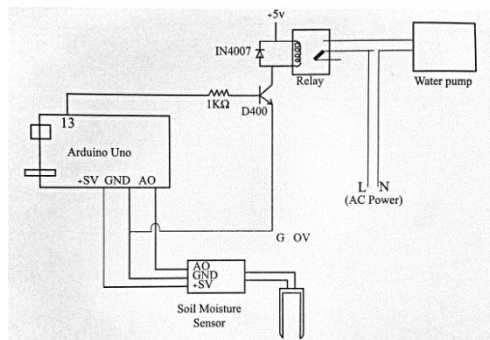 +5v
IN4007
Relay
Water pump
1KΩ
D400
13
Arduino Uno
+SV GND AO
L N
(AC Power)
G OV
AO
GND
+SV
Soil Moisture
Sensor